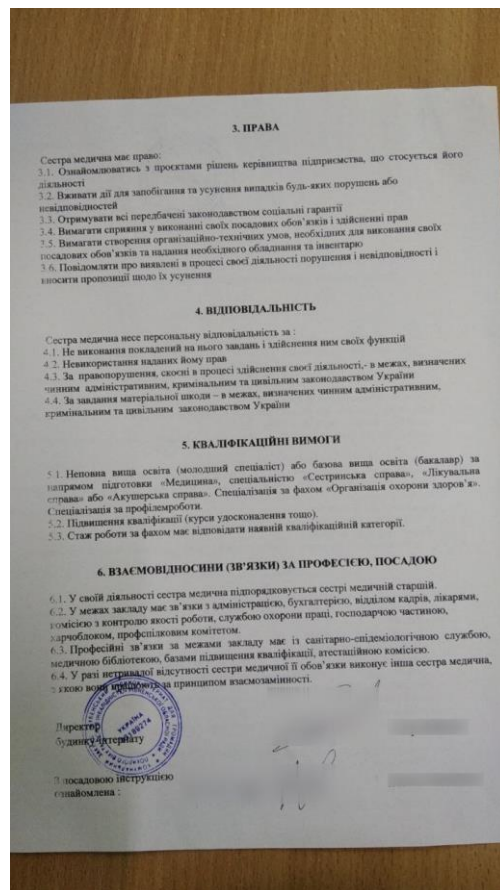 3. ПРАВА
Сестра медична має право:
3.1. Ознайомлюватись з проєктами рішень керівництва підприємства, що стосується його
діяльності
3.2. Вживати дії для запобігання та усунення випадків будь-яких порушень або
невідповідностей
3.3. Отримувати всі передбачені законодавством соціальні гарантії
3.4. Вимагати сприяння у виконанні своїх посадових обов’язків і здійсненні прав
3.5. Вимагати створення організаційно-технічних умов, необхідних для виконання своїх
посадових обов’язків та надання необхідного обладнання та інвентарю
3.6. Повідомляти про виявлені в процесі своєї діяльності порушення і невідповідності і
вносити пропозиції щодо їх усунення
4. ВІДПОВІДАЛЬНІСТЬ
Сестра медична несе персональну відповідальність за :
4.1. Не виконання покладений на нього завдань і здійснення ним своїх функцій
4.2. Невикористання наданих йому прав
4.3. За правопорушення, скоєні в процесі здійснення своєї діяльності,- в межах, визначених
чинним адміністративним, кримінальним та цивільним законодавством України
4.4. За завдання матеріальної шкоди – в межах, визначених чинним адміністративним,
кримінальним та цивільним законодавством України
5. КВАЛІФІКАЦІЙНІ ВИМОГИ
5.1. Неповна вища освіта (молодший спеціаліст) або базова вища освіта (бакалавр) за
напрямом підготовки «Медицина», спеціальністю «Сестринська справа», «Лікувальна
справа» або «Акушерська справа». Спеціалізація за фахом «Організація охорони здоров’я».
Спеціалізація за профілемроботи.
5.2. Підвищення кваліфікації (курси удосконалення тощо).
5.3. Стаж роботи за фахом має відповідати наявній кваліфікаційній категорії.
6. ВЗАЄМОВІДНОСИНИ (ЗВ’ЯЗКИ) ЗА ПРОФЕСІЄЮ, ПОСАДОЮ
6.1. У своїй діяльності сестра медична підпорядковується сестрі медичній старшій.
6.2. У межах закладу має зв’язки з адміністрацією, бухгалтерією, відділом кадрів, лікарями,
комісією з контролю якості роботи, службою охорони праці, господарчою частиною,
харчоблоком, профспілковим комітетом.
6.3. Професійні зв’язки за межами закладу має із санітарно-епідеміологічною службою,
медичною бібліотекою, базами підвищення кваліфікації, атестаційною комісією.
6.4. У разі нетривалої відсутності сестри медичної її обов’язки виконує інша сестра медична,
з якою вони працюють за принципом взаємозамінності.
Директор
будинку-інтернату
УКРАЇНА
З посадовою інструкцією
ознайомлена :